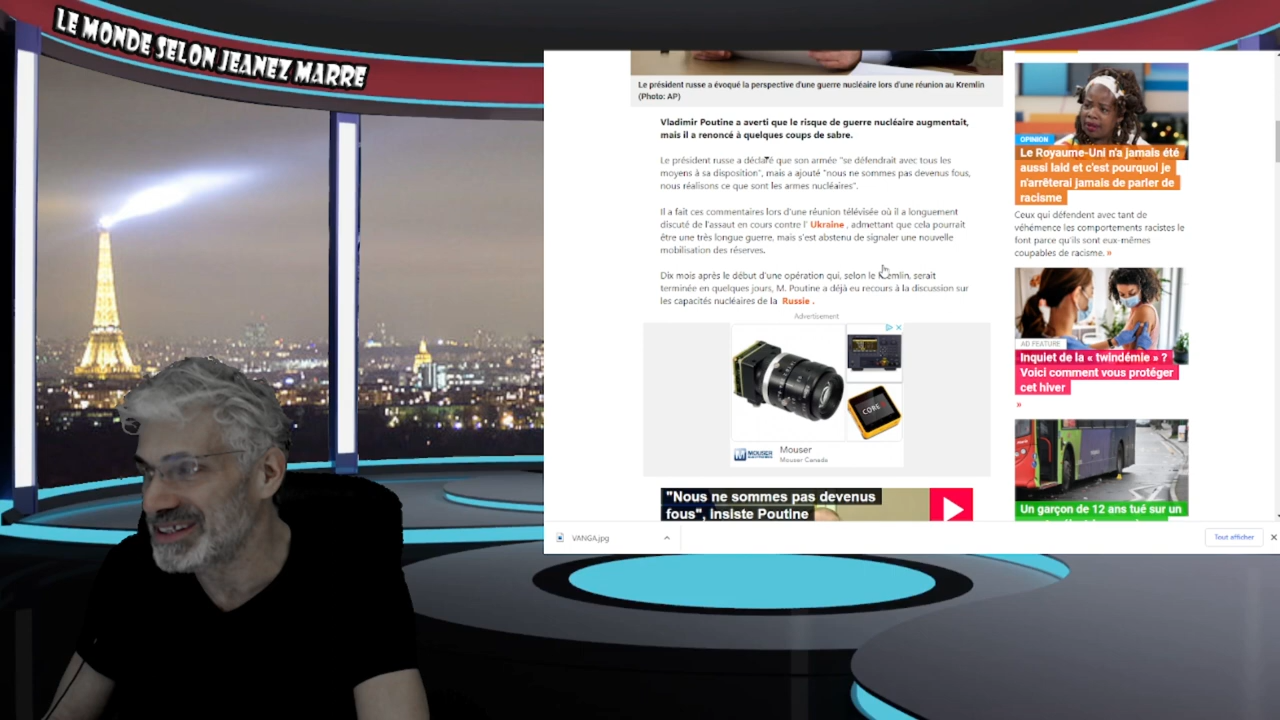 LE MONDE SELON JEANEZ MARRE
Le président russe a évoqué la perspective d'une guerre nucléaire lors d'une réunion au Kremlin
(Photo: AP)
Vladimir Poutine a averti que le risque de guerre nucléaire augmentait,
mais il a renoncé à quelques coups de sabre.
Le président russe a déclaré que son armée "se défendrait avec tous les
moyens à sa disposition", mais a ajouté "nous ne sommes pas devenus fous,
nous réalisons ce que sont les armes nucléaires".
Il a fait ces commentaires lors d'une réunion télévisée où il a longuement
discuté de l'assaut en cours contre l' Ukraine , admettant que cela pourrait
être une très longue guerre, mais s'est abstenu de signaler une nouvelle
mobilisation des réserves.
Dix mois après le début d'une opération qui, selon le Kremlin, serait
terminée en quelques jours, M. Poutine a déjà eu recours à la discussion sur
les capacités nucléaires de la Russie .
Advertisement
CORE
MOUSER
Mouser
Mouser Canada
"Nous ne sommes pas devenus
fous", insiste Poutine
OPINION
Le Royaume-Uni n'a jamais été
aussi laid et c'est pourquoi je
n'arrêterai jamais de parler de
racisme
Ceux qui défendent avec tant de
véhémence les comportements racistes le
font parce qu'ils sont eux-mêmes
coupables de racisme. »
AD FEATURE
Inquiet de la « twindémie » ?
Voici comment vous protéger
cet hiver
»
Un garçon de 12 ans tué sur un
VANGA.jpg
Tout afficher